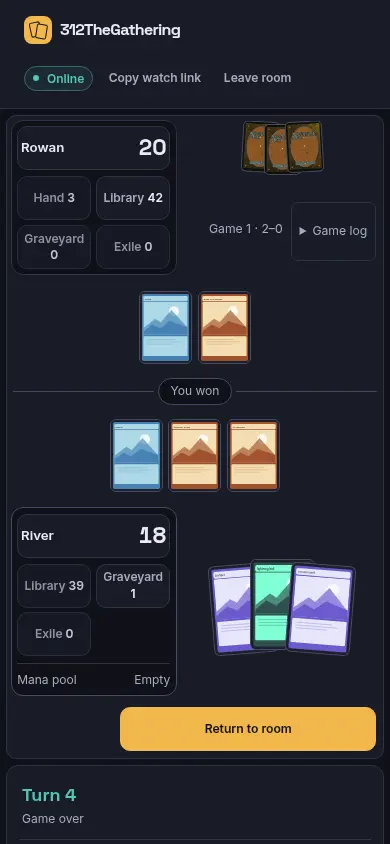 312TheGathering
Online
Copy watch link
Leave room
Rowan 20
Hand 3
Library 42
Graveyard
0
Exile 0
Game 1 · 2–0
▶ Game log
You won
River 18
Library 39
Graveyard
1
Exile 0
Mana pool Empty
Return to room
Turn 4
Game over